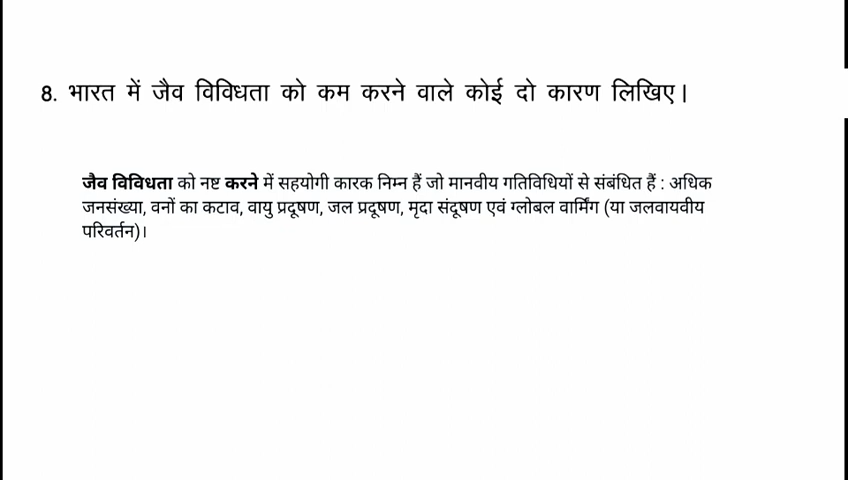 8. भारत में जैव विविधता को कम करने वाले कोई दो कारण लिखिए।
जैव विविधता को नष्ट करने में सहयोगी कारक निम्न हैं जो मानवीय गतिविधियों से संबंधित हैं : अधिक
जनसंख्या, वनों का कटाव, वायु प्रदूषण, जल प्रदूषण, मृदा संदूषण एवं ग्लोबल वार्मिंग (या जलवायवीय
परिवर्तन)।